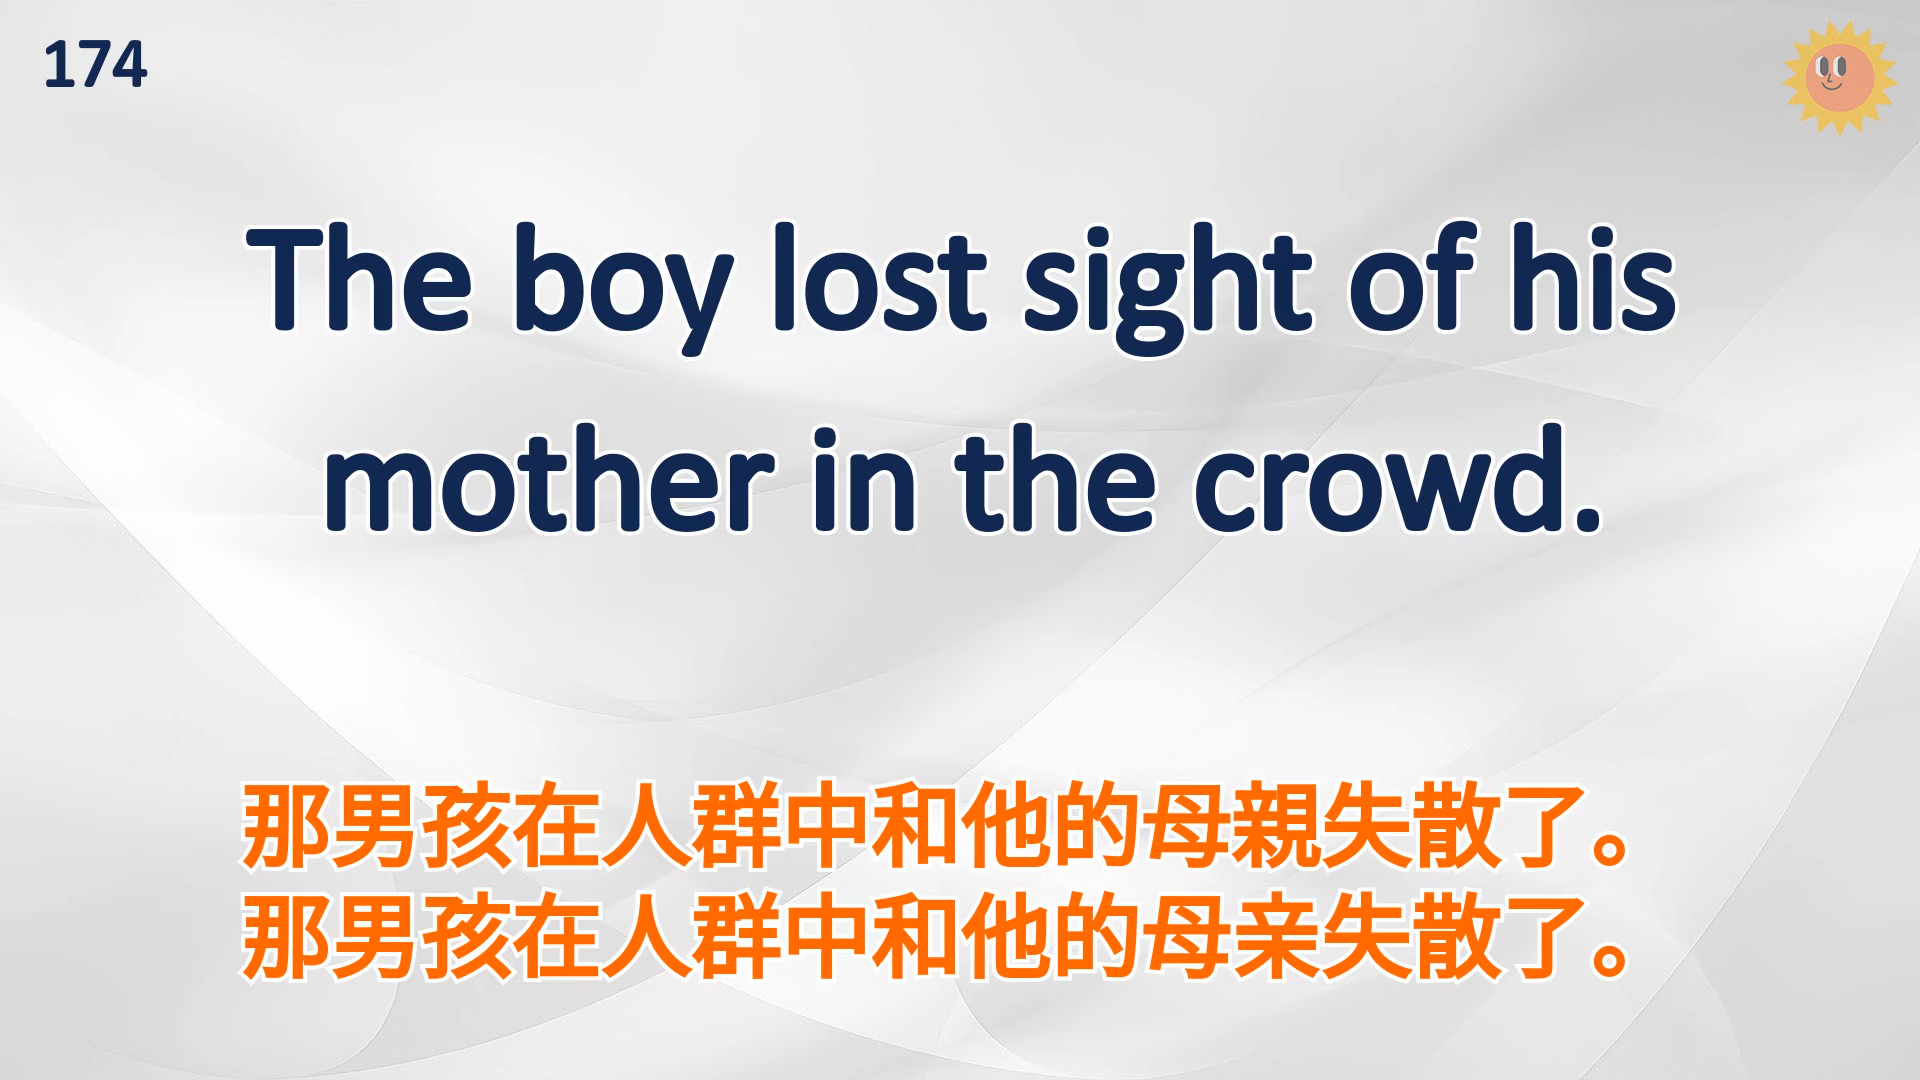 174
The boy lost sight of his
mother in the crowd.
那男孩在人群中和他的母親失散了。
那男孩在人群中和他的母亲失散了。